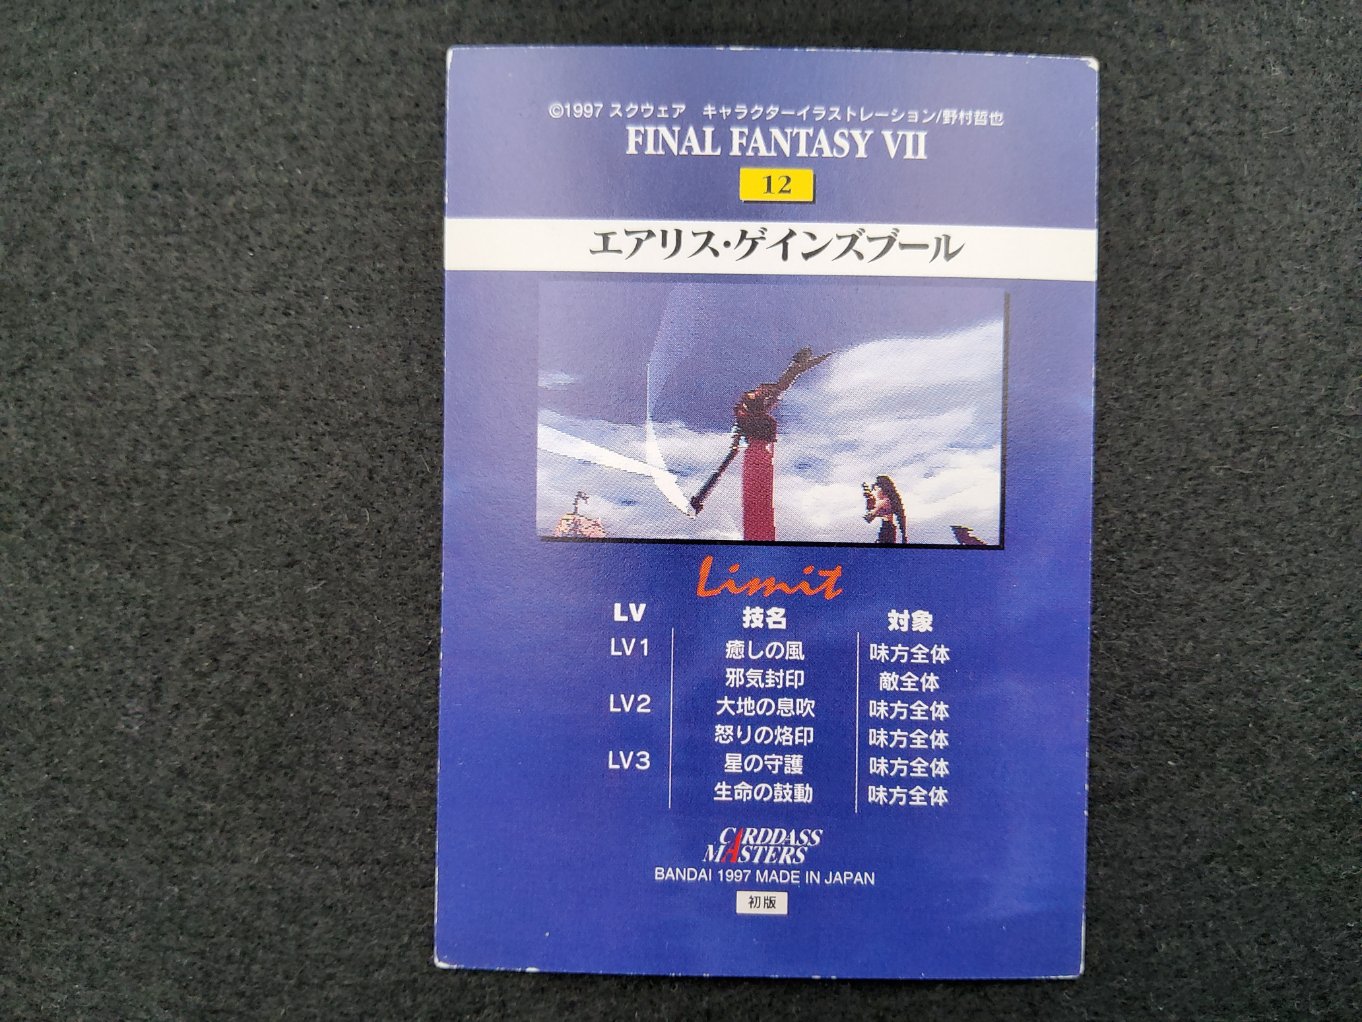 ©1997 スクウェア　キャラクターイラストレーション/野村哲也
FINAL FANTASY VII
12
エアリス・ゲインズブール
Limit
LV 技名 対象
LV1 癒しの風 味方全体
邪気封印 敵全体
LV2 大地の息吹 味方全体
怒りの烙印 味方全体
LV3 星の守護 味方全体
生命の鼓動 味方全体
CARDDASS
MASTERS
BANDAI 1997 MADE IN JAPAN
初版